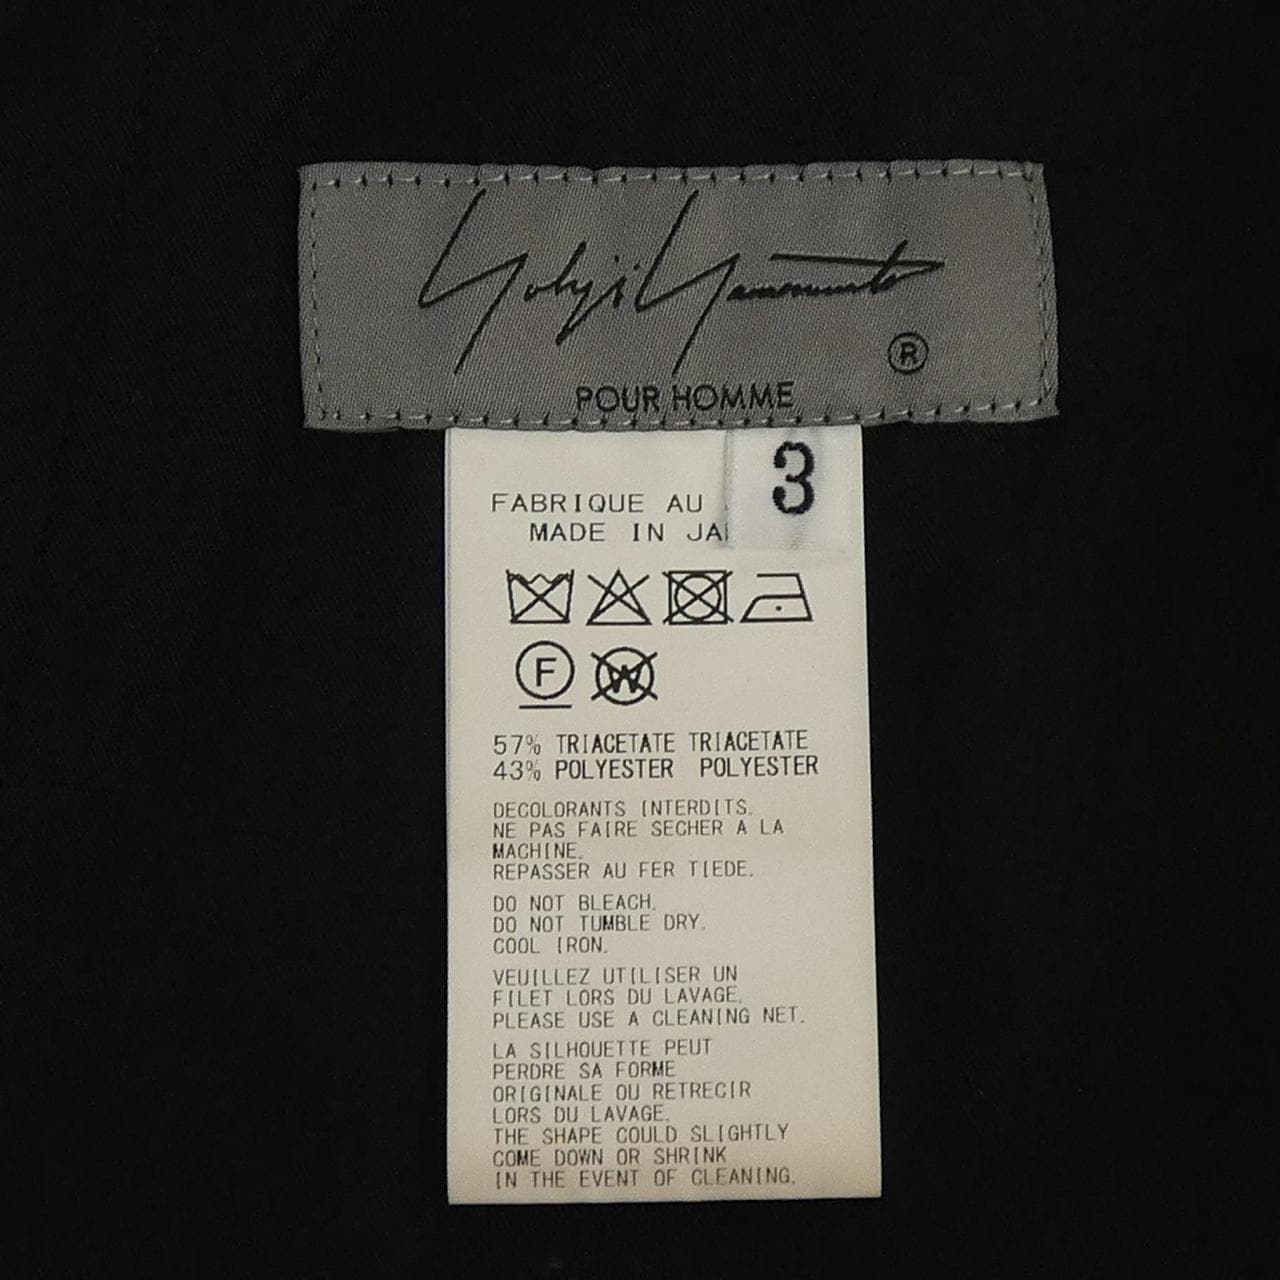 Yohji Yamamoto
®
POUR HOMME
3
FABRIQUE AU
MADE IN JA
F W
57% TRIACETATE TRIACETATE
43% POLYESTER POLYESTER
DECOLORANTS INTERDITS.
NE PAS FAIRE SECHER A LA
MACHINE.
REPASSER AU FER TIEDE.
DO NOT BLEACH.
DO NOT TUMBLE DRY.
COOL IRON.
VEUILLEZ UTILISER UN
FILET LORS DU LAVAGE.
PLEASE USE A CLEANING NET.
LA SILHOUETTE PEUT
PERDRE SA FORME
ORIGINALE OU RETRECIR
LORS DU LAVAGE.
THE SHAPE COULD SLIGHTLY
COME DOWN OR SHRINK
IN THE EVENT OF CLEANING.